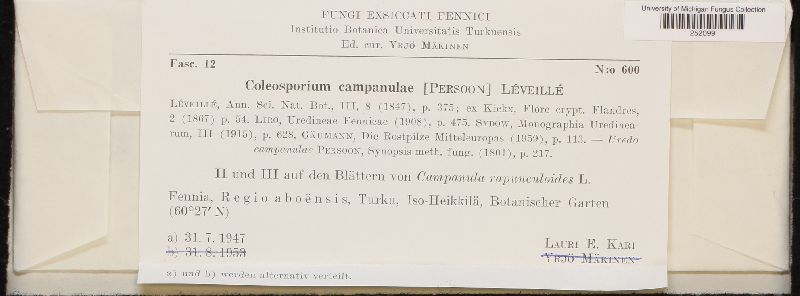 FUNGI EXSICCATI FENNICI
University of Michigan Fungus Collection
252099
Institutio Botanica Universitatis Turkuensis
Ed. cur. YRJÖ MÄKINEN
Fasc. 12
N:o 600
Coleosporium campanulae [PERSOON] LÉVEILLÉ
LÉVEILLÉ, Ann. Sci. Nat. Bot., III, 8 (1847), p. 375; ex Kickx, Flore crypt. Flandres,
2 (1867) p. 54. LIRO, Uredineae Fennicae (1908), p. 475. SYDOW, Monographia Uredinea-
rum, III (1915), p. 628, GÄUMANN, Die Rostpilze Mitteleuropas (1959), p. 113. — Uredo
campanulae PERSOON, Synopsis meth. fung. (1801), p. 217.
II und III auf den Blättern von Campanula rapunculoides L.
Fennia, Regio aboënsis, Turku, Iso-Heikkilä, Botanischer Garten
(60°27' N)
a) 31. 7. 1947
b) 31. 8. 1959
LAURI E. KARI
YRJÖ MÄKINEN
a) und b) werden alternativ verteilt.